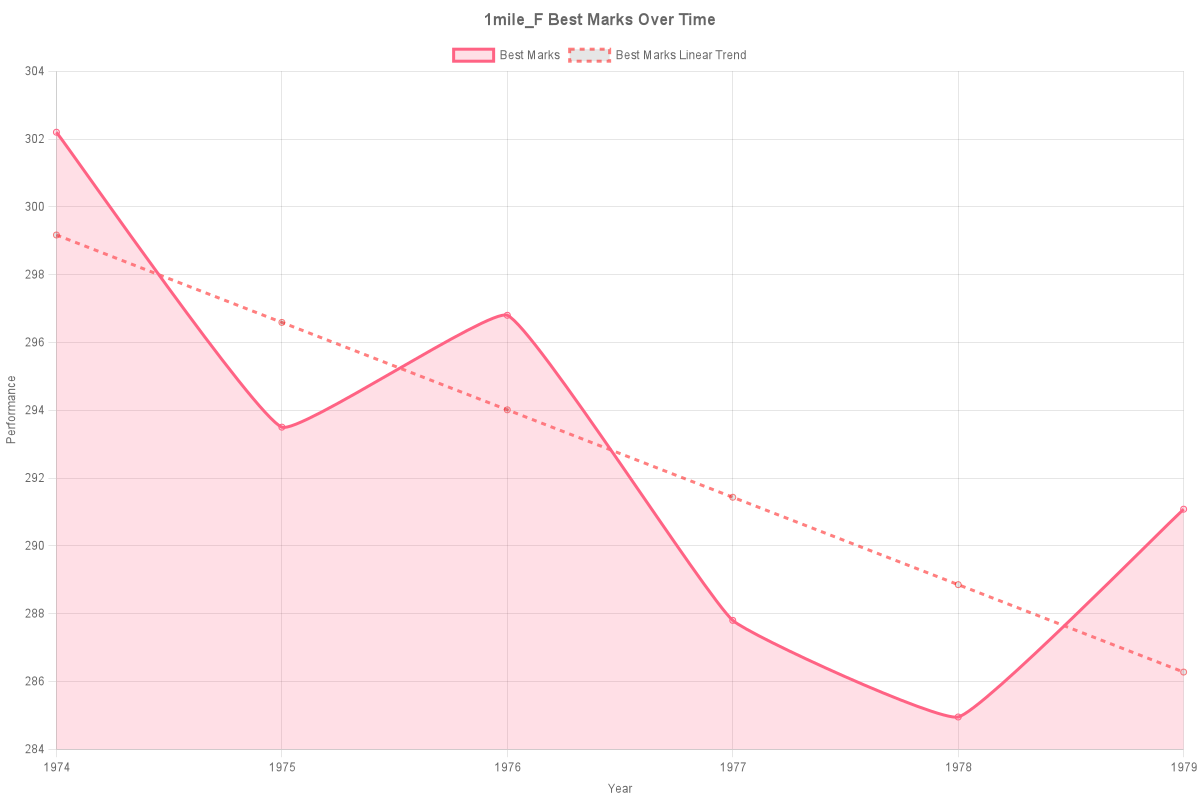 1mile_F Best Marks Over Time
Best Marks Best Marks Linear Trend
304
302
300
298
296
294
292
290
288
286
284
Performance
1974 1975 1976 1977 1978 1979
Year